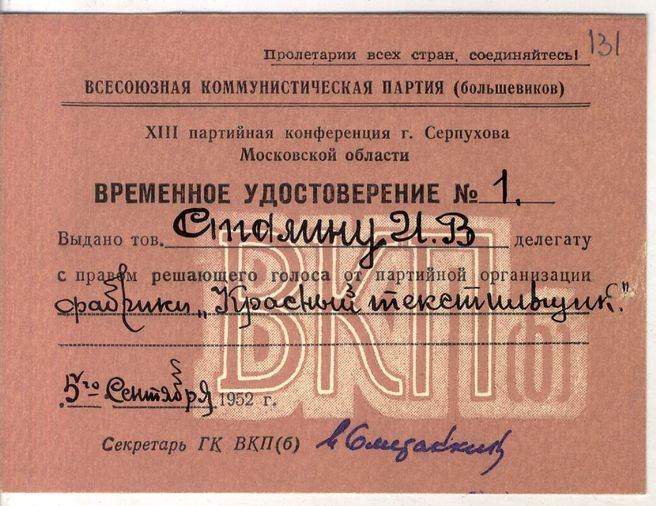 131
Пролетарии всех стран, соединяйтесь!
ВСЕСОЮЗНАЯ КОММУНИСТИЧЕСКАЯ ПАРТИЯ (большевиков)
XIII партийная конференция г. Серпухова
Московской области
ВРЕМЕННОЕ УДОСТОВЕРЕНИЕ № 1.
Выдано тов. Сталину И.В делегату
с правом решающего голоса от партийной организации
фабрики „Красный текстильщик."
ВКП(б)
5го Сентября 1952 г.
Секретарь ГК ВКП(б)